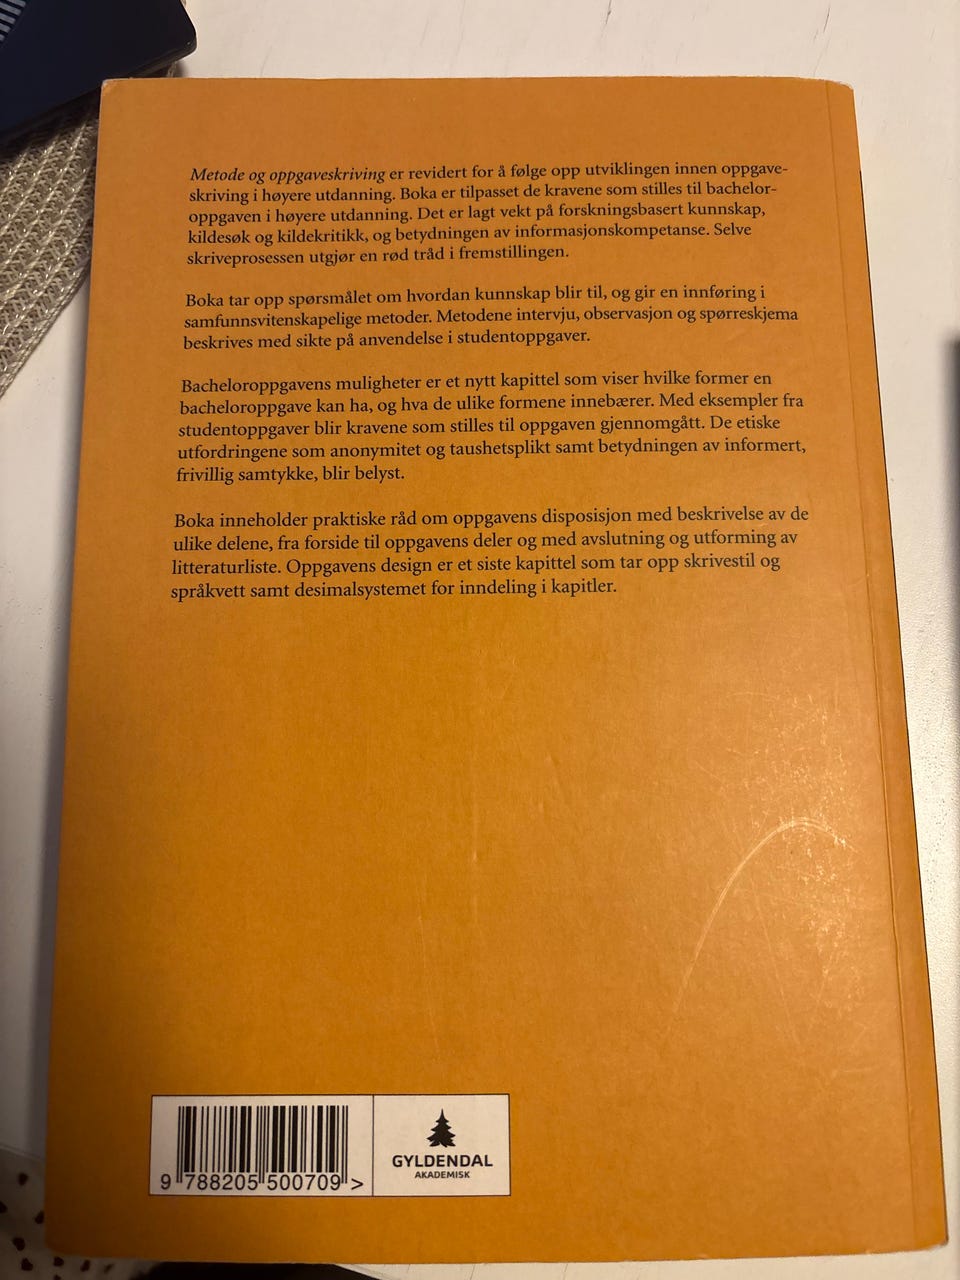 Metode og oppgaveskriving er revidert for å følge opp utviklingen innen oppgave-
skriving i høyere utdanning. Boka er tilpasset de kravene som stilles til bachelor-
oppgaven i høyere utdanning. Det er lagt vekt på forskningsbasert kunnskap,
kildesøk og kildekritikk, og betydningen av informasjonskompetanse. Selve
skriveprosessen utgjør en rød tråd i fremstillingen.
Boka tar opp spørsmålet om hvordan kunnskap blir til, og gir en innføring i
samfunnsvitenskapelige metoder. Metodene intervju, observasjon og spørreskjema
beskrives med sikte på anvendelse i studentoppgaver.
Bacheloroppgavens muligheter er et nytt kapittel som viser hvilke former en
bacheloroppgave kan ha, og hva de ulike formene innebærer. Med eksempler fra
studentoppgaver blir kravene som stilles til oppgaven gjennomgått. De etiske
utfordringene som anonymitet og taushetsplikt samt betydningen av informert,
frivillig samtykke, blir belyst.
Boka inneholder praktiske råd om oppgavens disposisjon med beskrivelse av de
ulike delene, fra forside til oppgavens deler og med avslutning og utforming av
litteraturliste. Oppgavens design er et siste kapittel som tar opp skrivestil og
språkvett samt desimalsystemet for inndeling i kapitler.
9 788205 500709 >
GYLDENDAL
AKADEMISK